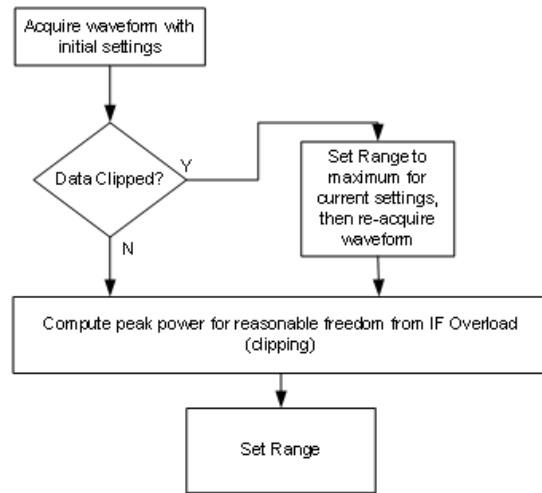 Acquire waveform with
initial settings
Data Clipped?
Y
Set Range to
maximum for
current settings,
then re-acquire
waveform
N
Compute peak power for reasonable freedom from IF Overload
(clipping)
Set Range